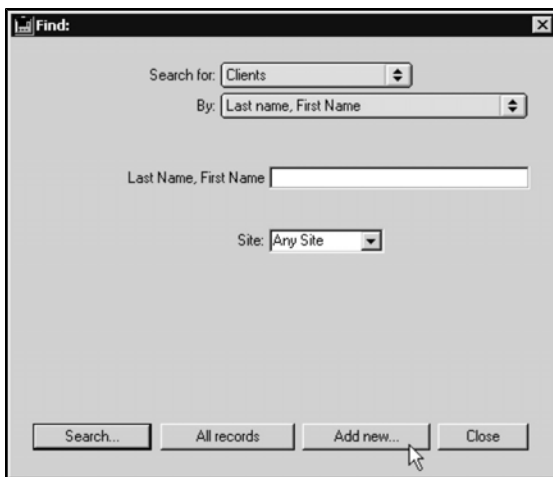 Find:
Search for: Clients
By: Last name, First Name
Last Name, First Name
Site: Any Site
Search... All records Add new... Close